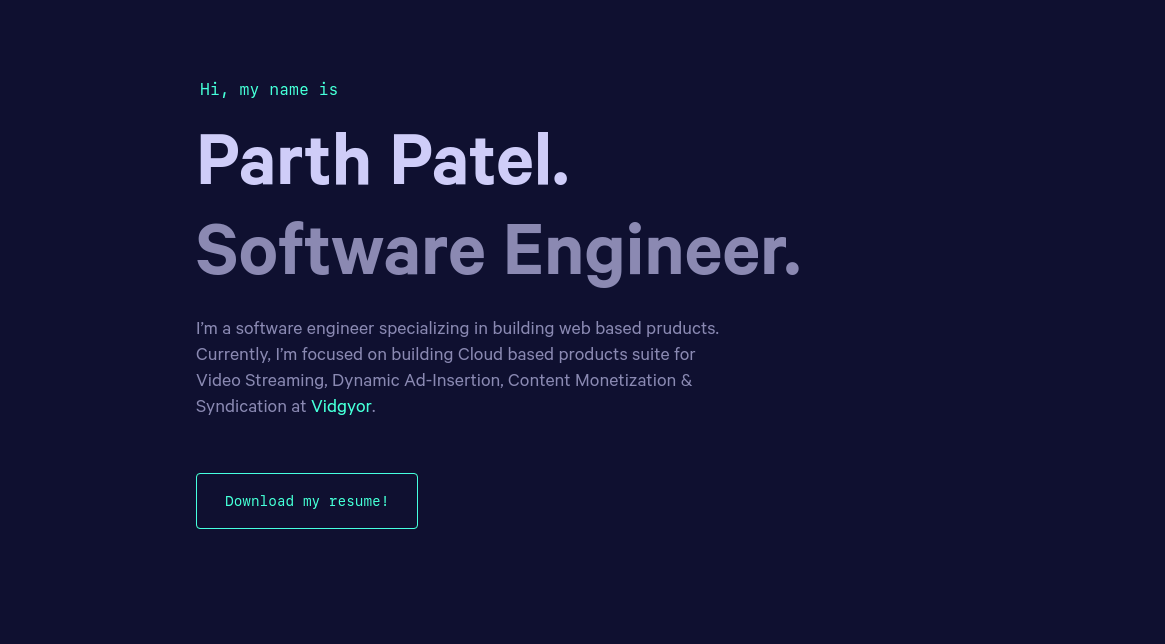 Hi, my name is
Parth Patel.
Software Engineer.
I'm a software engineer specializing in building web based pruducts.
Currently, I'm focused on building Cloud based products suite for
Video Streaming, Dynamic Ad-Insertion, Content Monetization &
Syndication at Vidgyor.
Download my resume!